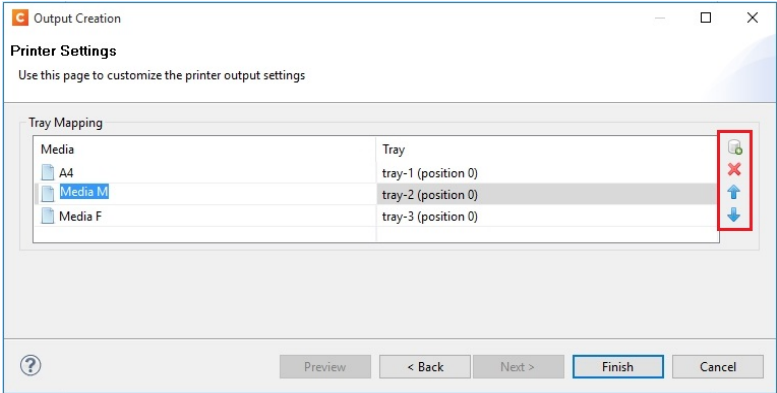 C Output Creation
Printer Settings
Use this page to customize the printer output settings
Tray Mapping
Media Tray
A4 tray-1 (position 0)
Media M tray-2 (position 0)
Media F tray-3 (position 0)
? Preview < Back Next > Finish Cancel